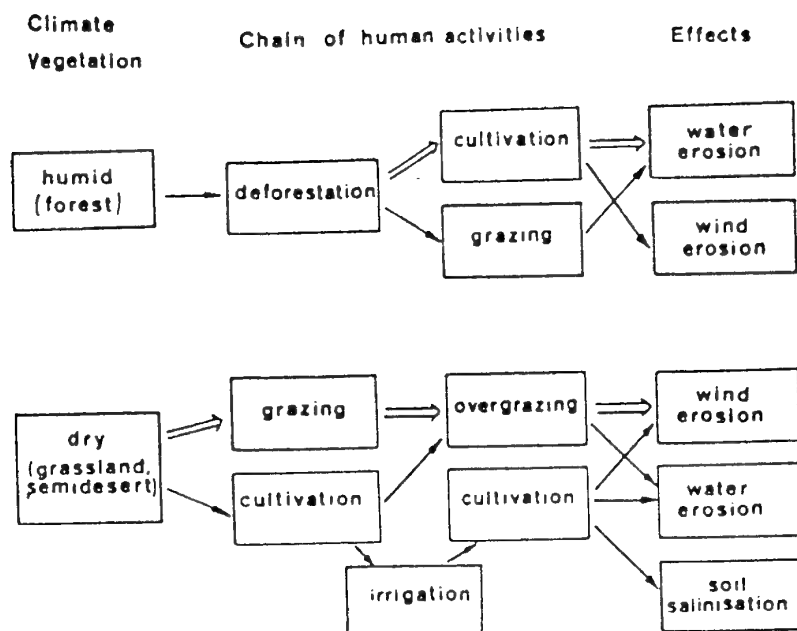 Climate
Vegetation
Chain of human activities
Effects
humid
(forest)
deforestation
cultivation
grazing
water
erosion
wind
erosion
dry
(grassland,
semidesert)
grazing
cultivation
irrigation
overgrazing
cultivation
wind
erosion
water
erosion
soil
salinisation